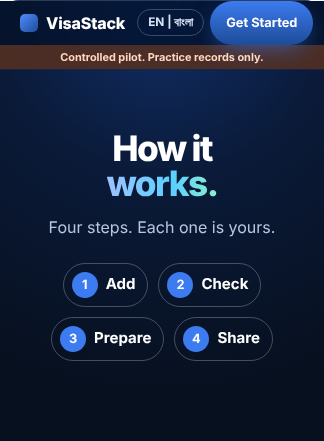 VisaStack
EN | বাংলা
Get Started
Controlled pilot. Practice records only.
How it
works.
Four steps. Each one is yours.
1 Add
2 Check
3 Prepare
4 Share